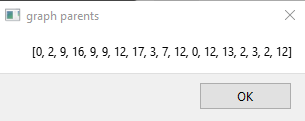 graph parents
[0, 2, 9, 16, 9, 9, 12, 17, 3, 7, 12, 0, 12, 13, 2, 3, 2, 12]
OK